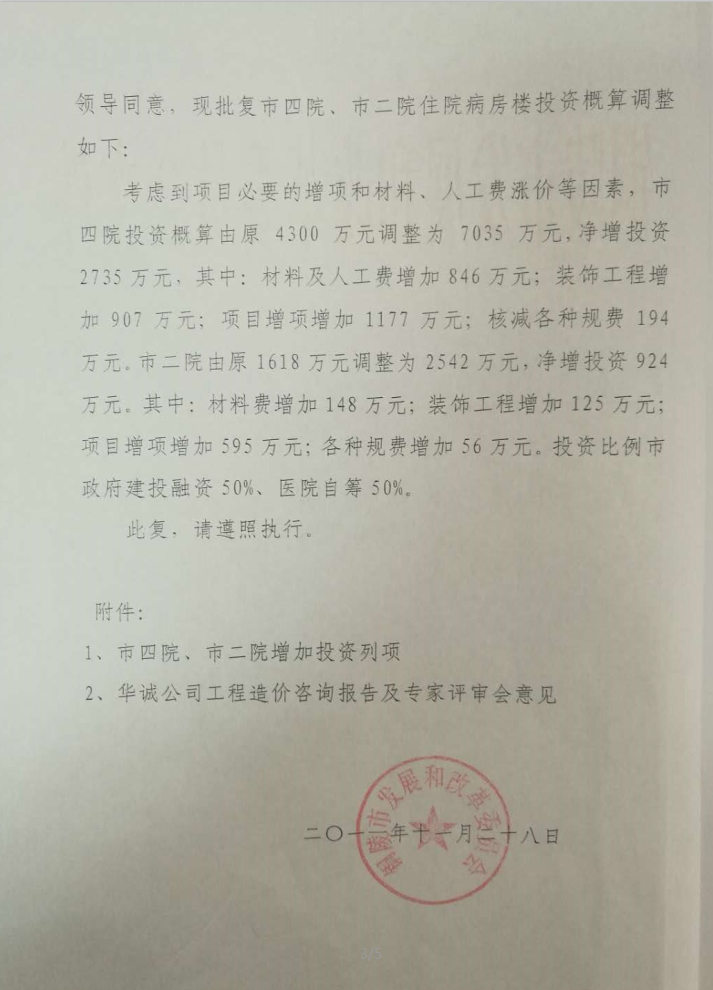 领导同意，现批复市四院、市二院住院病房楼投资概算调整
如下：
考虑到项目必要的增项和材料、人工费涨价等因素，市
四院投资概算由原 4300 万元调整为 7035 万元，净增投资
2735 万元，其中：材料及人工费增加 846 万元；装饰工程增
加 907 万元；项目增项增加 1177 万元；核减各种规费 194
万元。市二院由原 1618 万元调整为 2542 万元，净增投资 924
万元。其中：材料费增加 148 万元；装饰工程增加 125 万元；
项目增项增加 595 万元；各种规费增加 56 万元。投资比例市
政府建投融资 50%、医院自筹 50%。
此复，请遵照执行。
附件：
1、市四院、市二院增加投资列项
2、华诚公司工程造价咨询报告及专家评审会意见
铜陵市发展和改革委员会
二〇一 年十一月二十八日